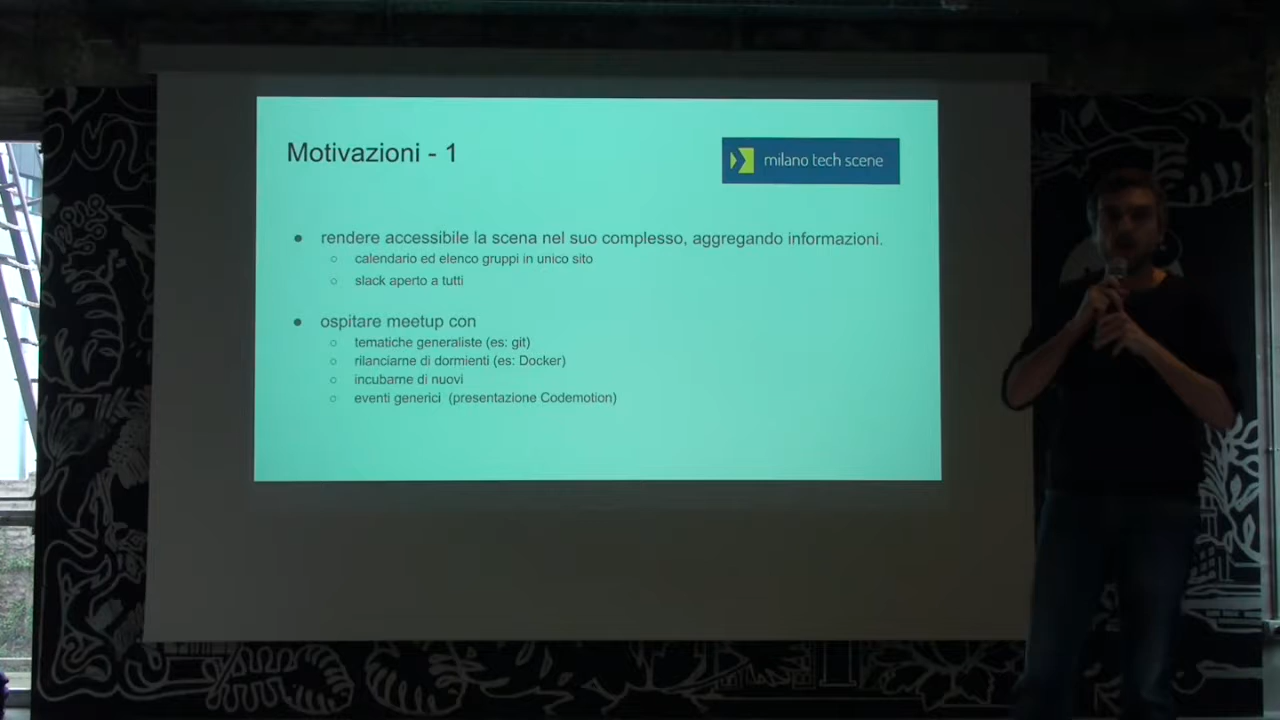 Motivazioni - 1
milano tech scene
● rendere accessibile la scena nel suo complesso, aggregando informazioni.
○ calendario ed elenco gruppi in unico sito
○ slack aperto a tutti
● ospitare meetup con
○ tematiche generaliste (es: git)
○ rilanciarne di dormienti (es: Docker)
○ incubarne di nuovi
○ eventi generici (presentazione Codemotion)